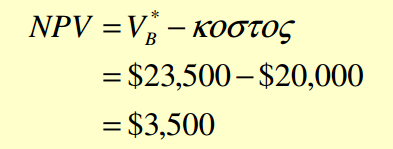 NPV = V*B − κοστος
= $23,500 − $20,000
= $3,500